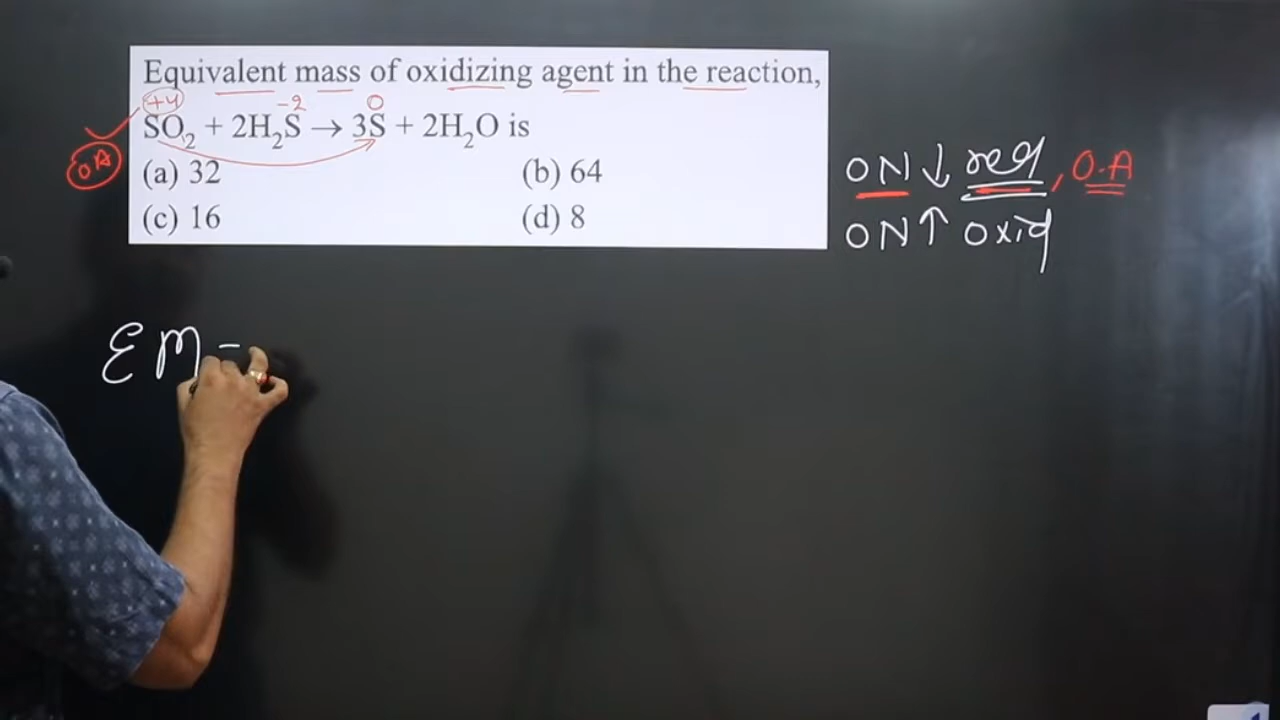 Equivalent mass of oxidizing agent in the reaction,
+4 -2 0
SO2 + 2H2S → 3S + 2H2O is
OA
(a) 32 (b) 64
(c) 16 (d) 8
ON↓ red, O.A
ON↑ oxid
EM =